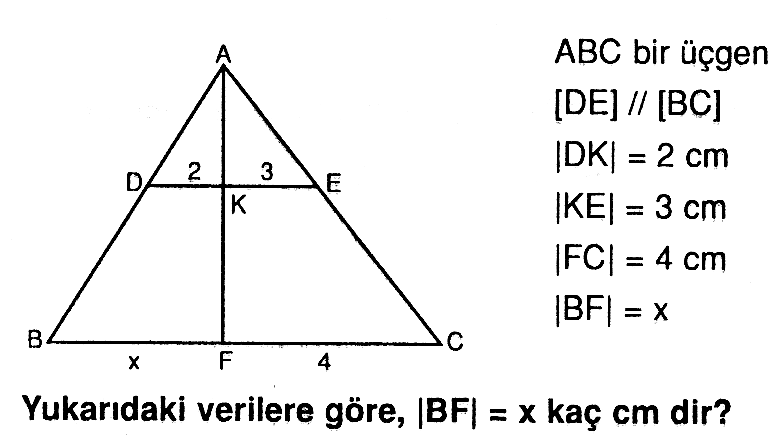 A
ABC bir üçgen
[DE] // [BC]
|DK| = 2 cm
D 2 3 E
K
|KE| = 3 cm
|FC| = 4 cm
|BF| = x
B C
x F 4
Yukarıdaki verilere göre, |BF| = x kaç cm dir?